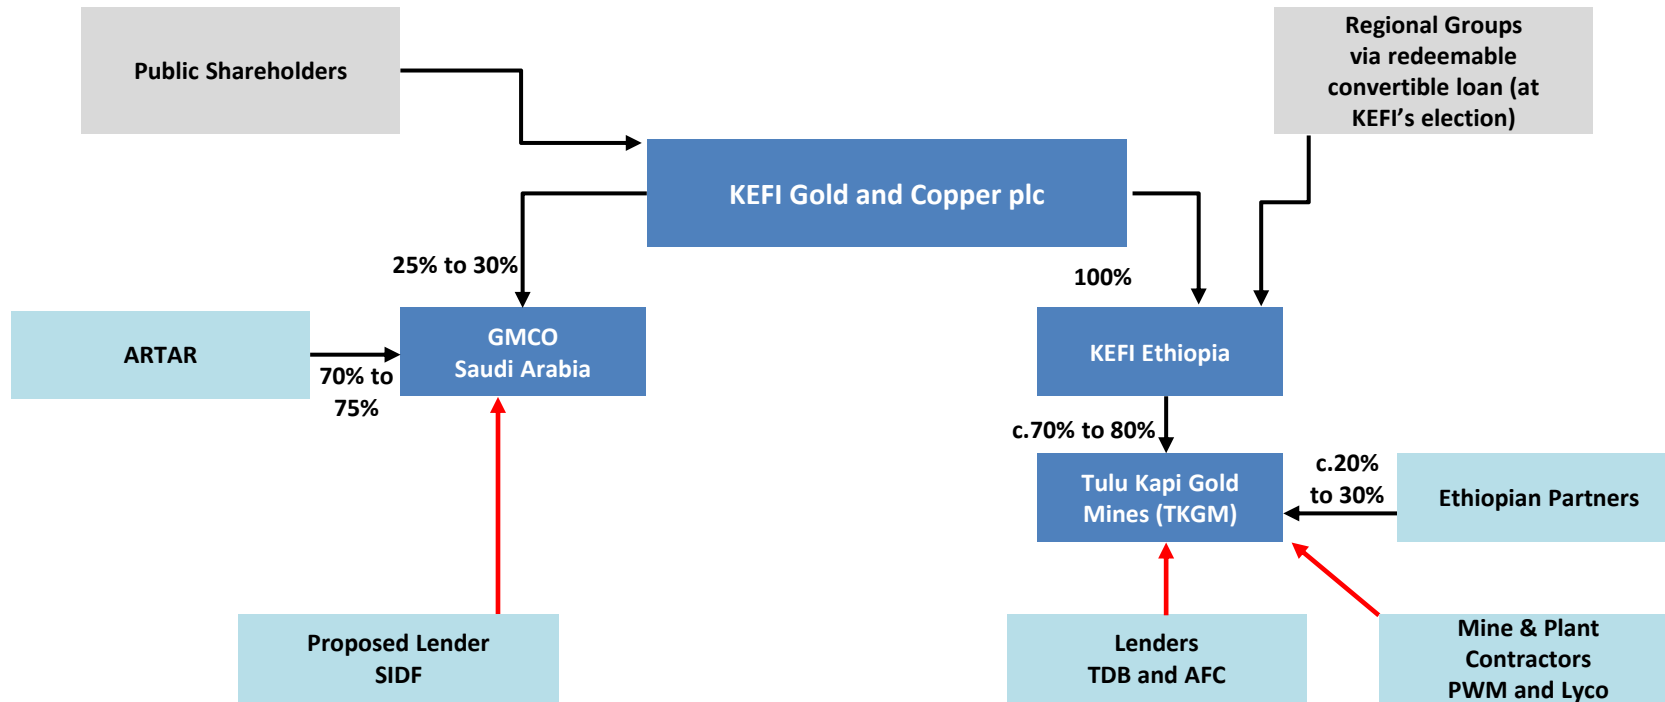 Public Shareholders
Regional Groups
via redeemable
convertible loan (at
KEFI’s election)
KEFI Gold and Copper plc
25% to 30%
100%
ARTAR
70% to
75%
GMCO
Saudi Arabia
KEFI Ethiopia
c.70% to 80%
Tulu Kapi Gold
Mines (TKGM)
c.20%
to 30%
Ethiopian Partners
Proposed Lender
SIDF
Lenders
TDB and AFC
Mine & Plant
Contractors
PWM and Lyco